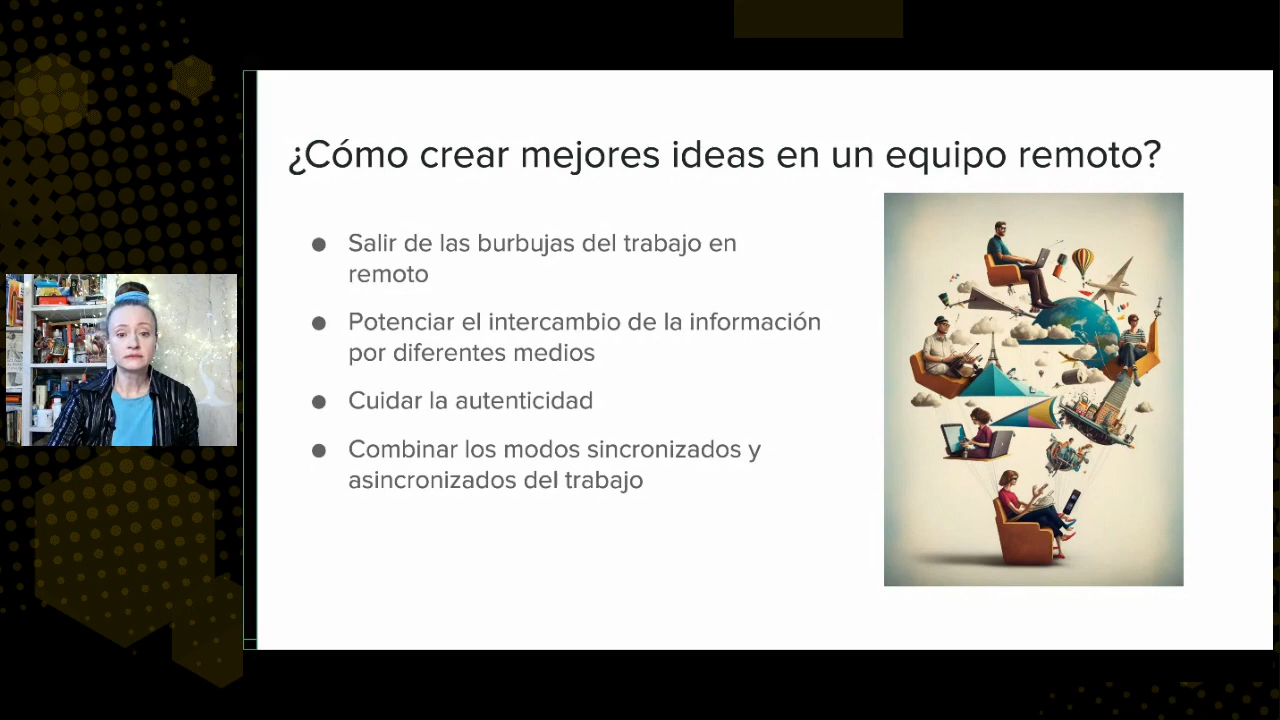 ¿Cómo crear mejores ideas en un equipo remoto?
● Salir de las burbujas del trabajo en
remoto
● Potenciar el intercambio de la información
por diferentes medios
● Cuidar la autenticidad
● Combinar los modos sincronizados y
asincronizados del trabajo